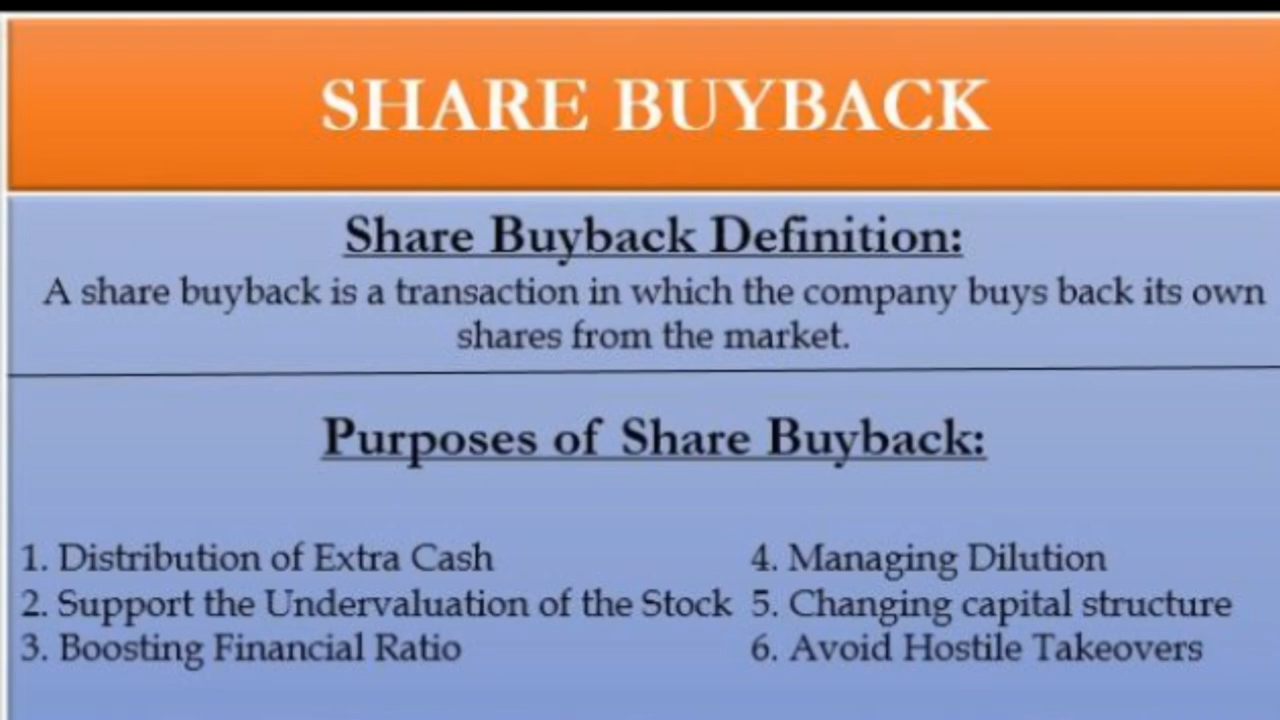 SHARE BUYBACK
Share Buyback Definition:
A share buyback is a transaction in which the company buys back its own
shares from the market.
Purposes of Share Buyback:
1. Distribution of Extra Cash
2. Support the Undervaluation of the Stock
3. Boosting Financial Ratio
4. Managing Dilution
5. Changing capital structure
6. Avoid Hostile Takeovers